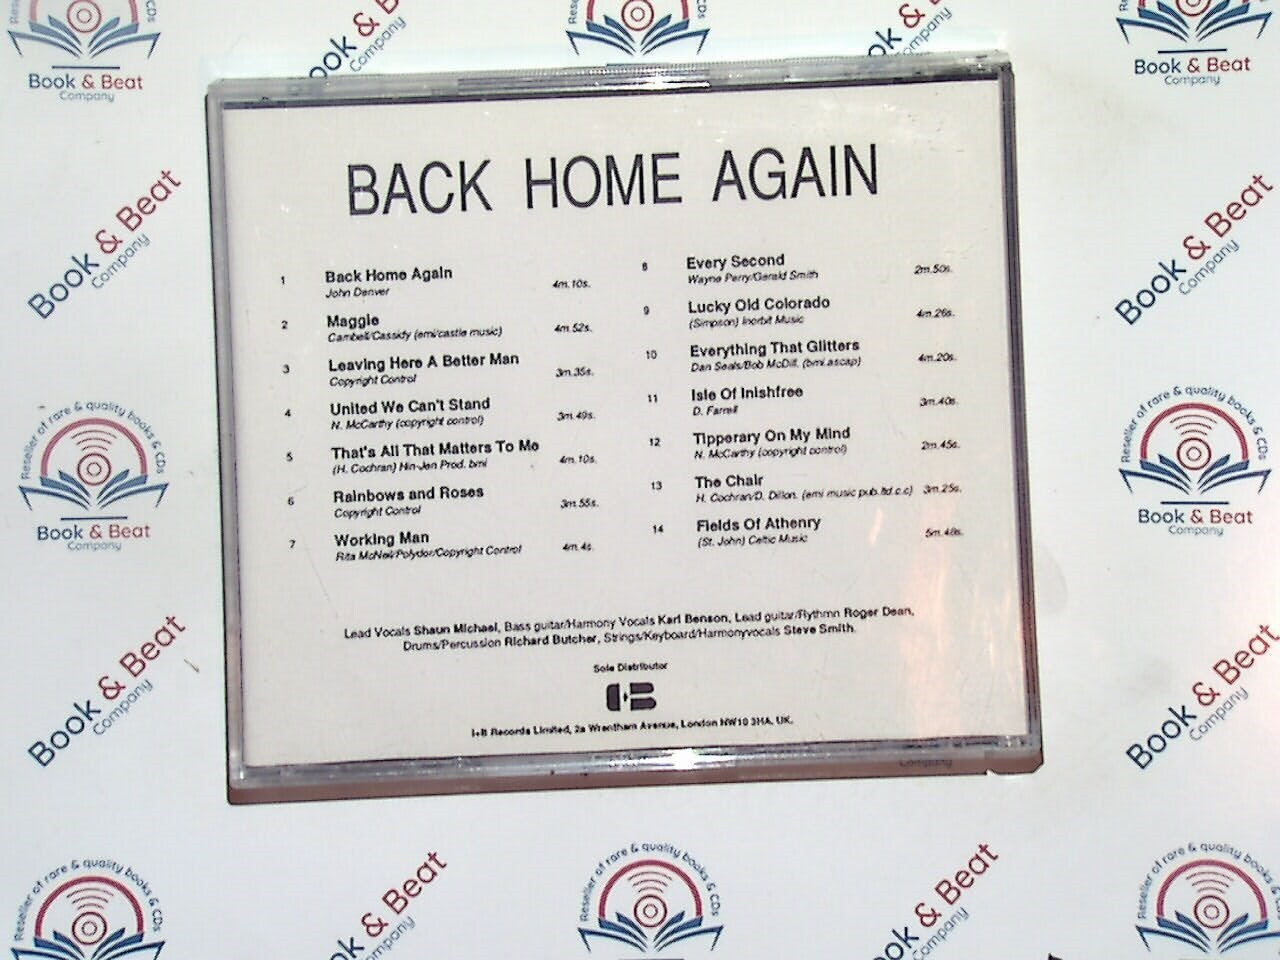 BACK HOME AGAIN
1 Back Home Again
John Denver 4m.10s.
2 Maggie
Cambell/Cassidy (emi/castle music) 4m.52s.
3 Leaving Here A Better Man
Copyright Control 3m.35s.
4 United We Can't Stand
N. McCarthy (copyright control) 3m.49s.
5 That's All That Matters To Me
(H. Cochran) Hin-Jen Prod. bmi 4m.10s.
6 Rainbows and Roses
Copyright Control 3m.55s.
7 Working Man
Rita McNeil/Polydor/Copyright Control 4m.4s.
8 Every Second
Wayne Perry/Gerald Smith 2m.50s.
9 Lucky Old Colorado
(Simpson) Inorbit Music 4m.26s.
10 Everything That Glitters
Dan Seals/Bob McDill. (bmi.ascap) 4m.20s.
11 Isle Of Inishfree
D. Farrell 3m.40s.
12 Tipperary On My Mind
N. McCarthy (copyright control) 2m.45s.
13 The Chair
H. Cochran/D. Dillon. (emi music pub.ltd.c.c) 3m.25s.
14 Fields Of Athenry
(St. John) Celtic Music 5m.48s.
Lead Vocals Shaun Michael, Bass guitar/Harmony Vocals Karl Benson, Lead guitar/Rythmn Roger Dean,
Drums/Percussion Richard Butcher, Strings/Keyboard/Harmonyvocals Steve Smith.
Sole Distributor
I+B
I+B Records Limited, 2a Wrentham Avenue, London NW10 3HA, UK.
Book & Beat
Company
Book & Beat
Company
Book & Beat
Company
Book & Beat
Company
Reseller of rare & quality books & CDs
Book & Beat
Company
Reseller of rare & quality books & CDs
Book & Beat
Company
Book & Beat
Company
Book & Beat
Company
Reseller of rare & quality books & CDs
Book & Beat
Company
Reseller of rare & quality books & CDs
Book & Beat
Company
Reseller of rare & quality books & CDs